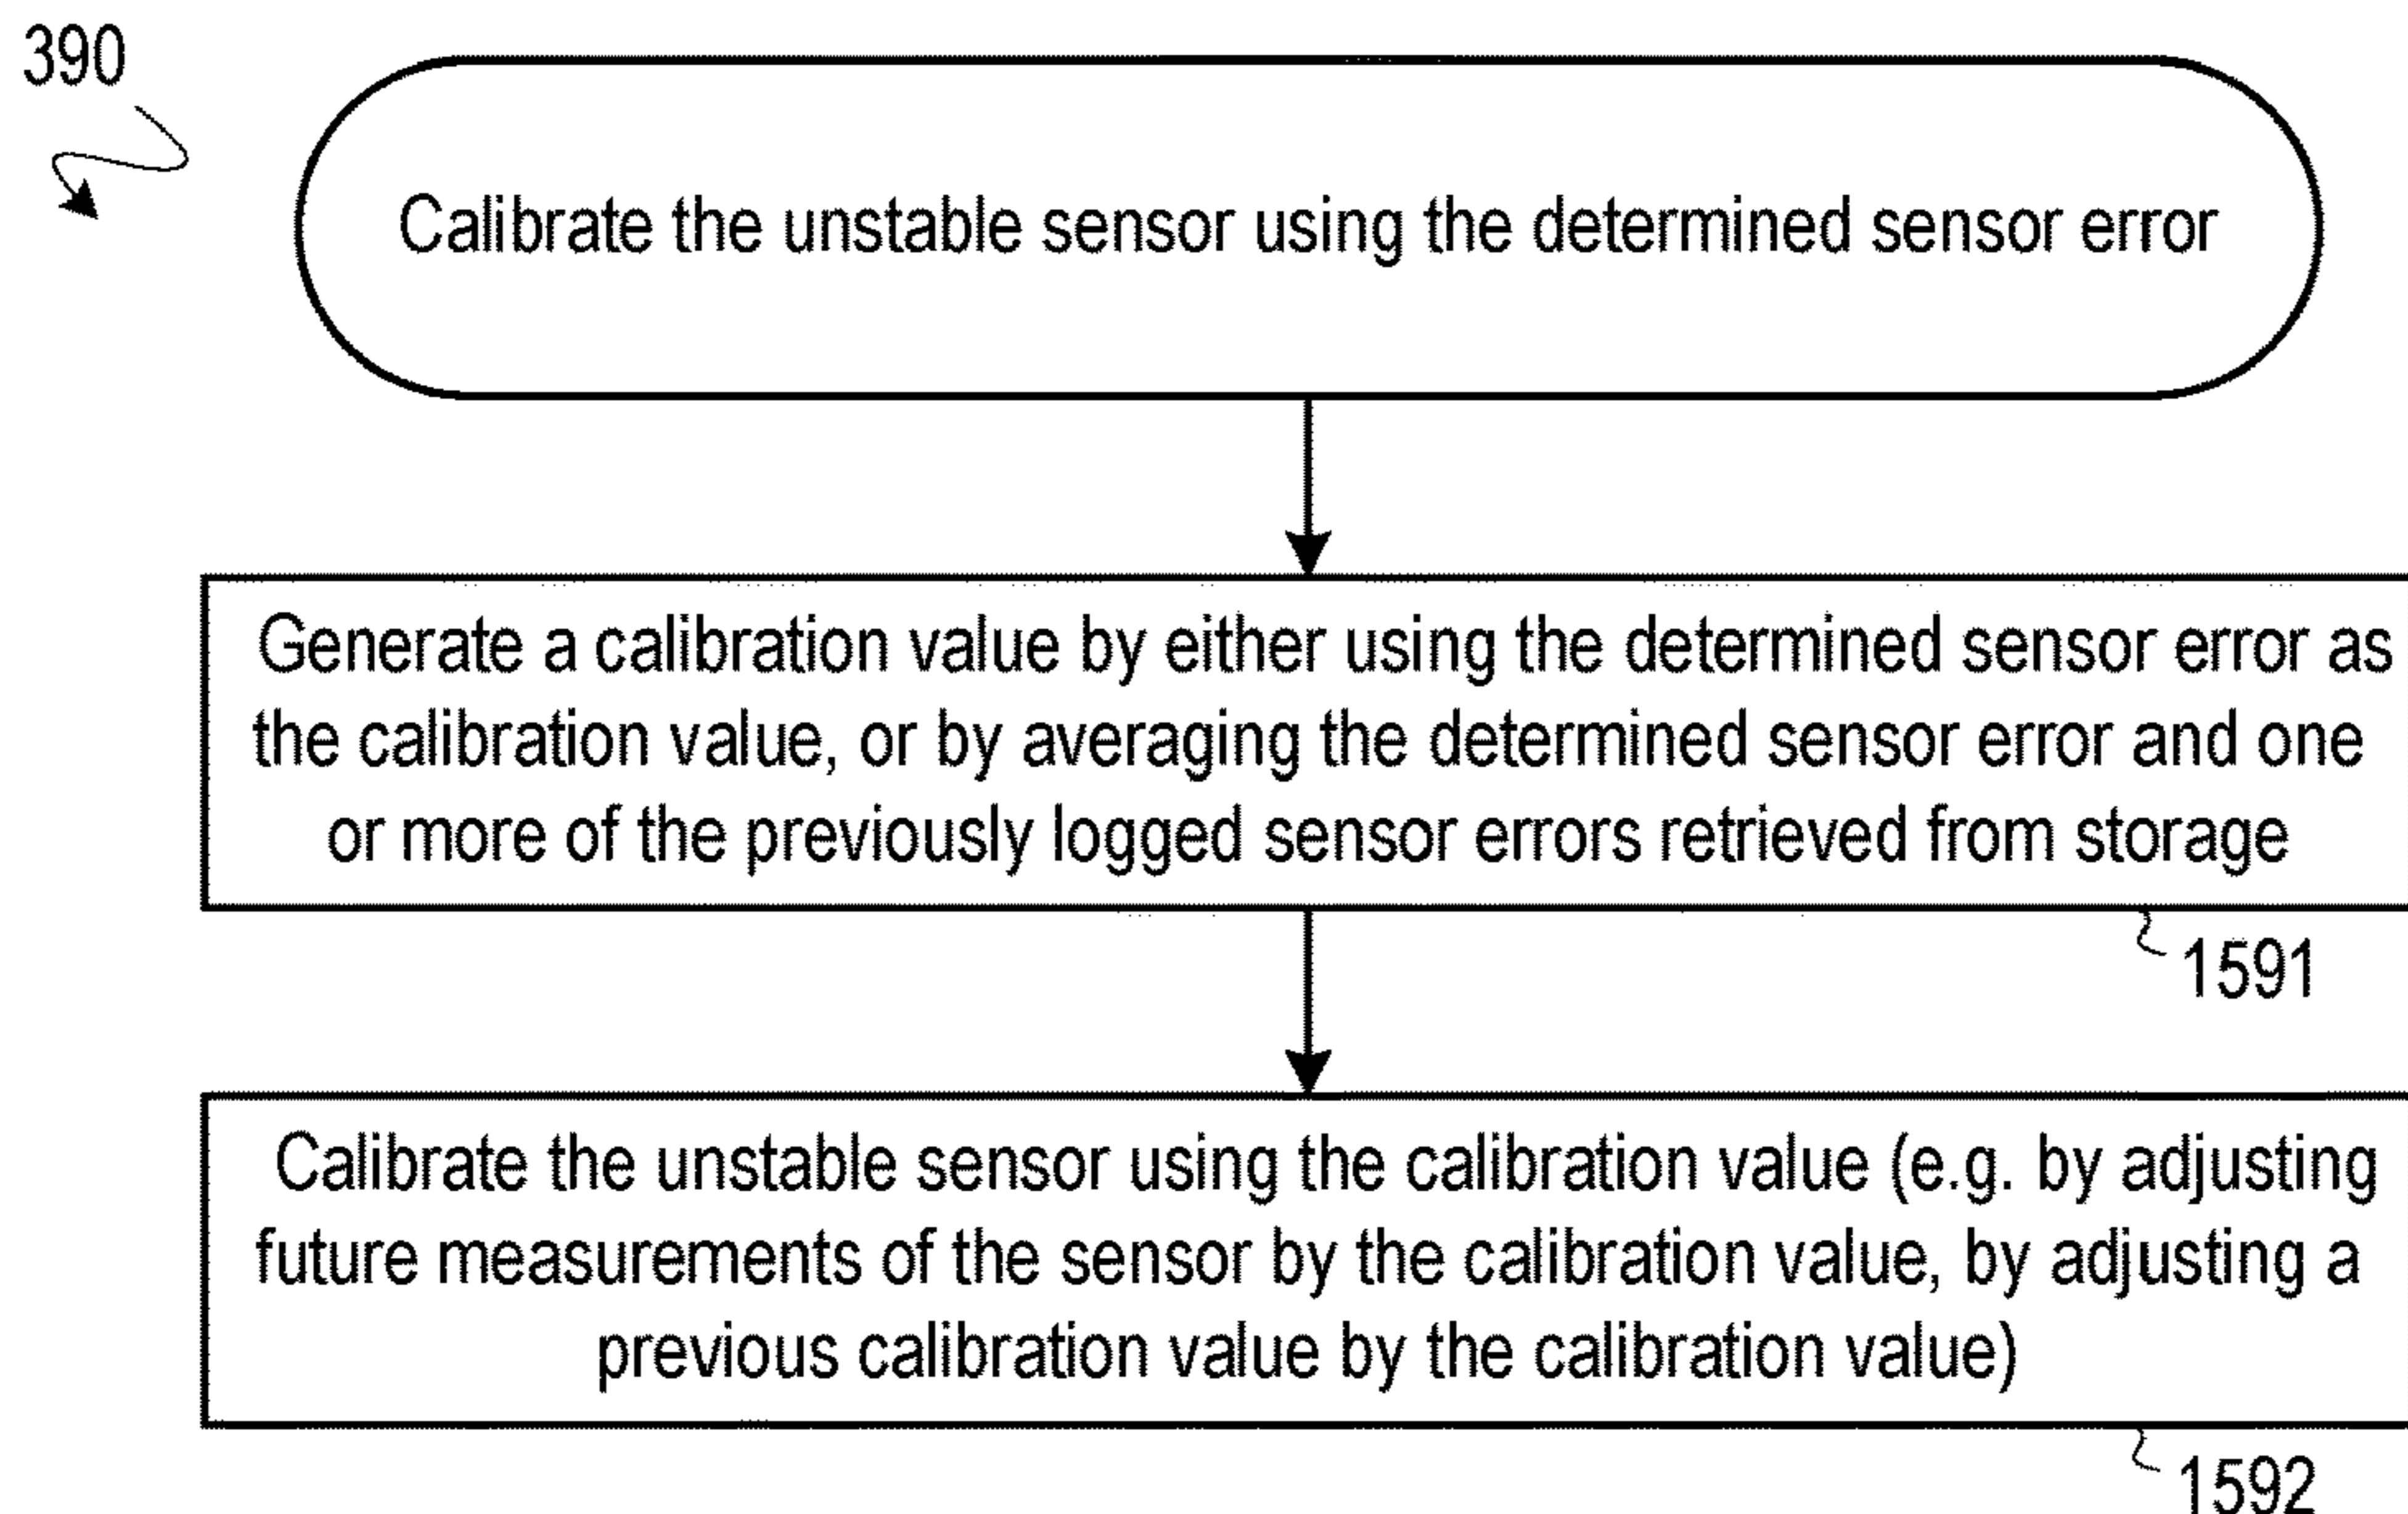 390
Calibrate the unstable sensor using the determined sensor error
Generate a calibration value by either using the determined sensor error as
the calibration value, or by averaging the determined sensor error and one
or more of the previously logged sensor errors retrieved from storage
1591
Calibrate the unstable sensor using the calibration value (e.g. by adjusting
future measurements of the sensor by the calibration value, by adjusting a
previous calibration value by the calibration value)
1592